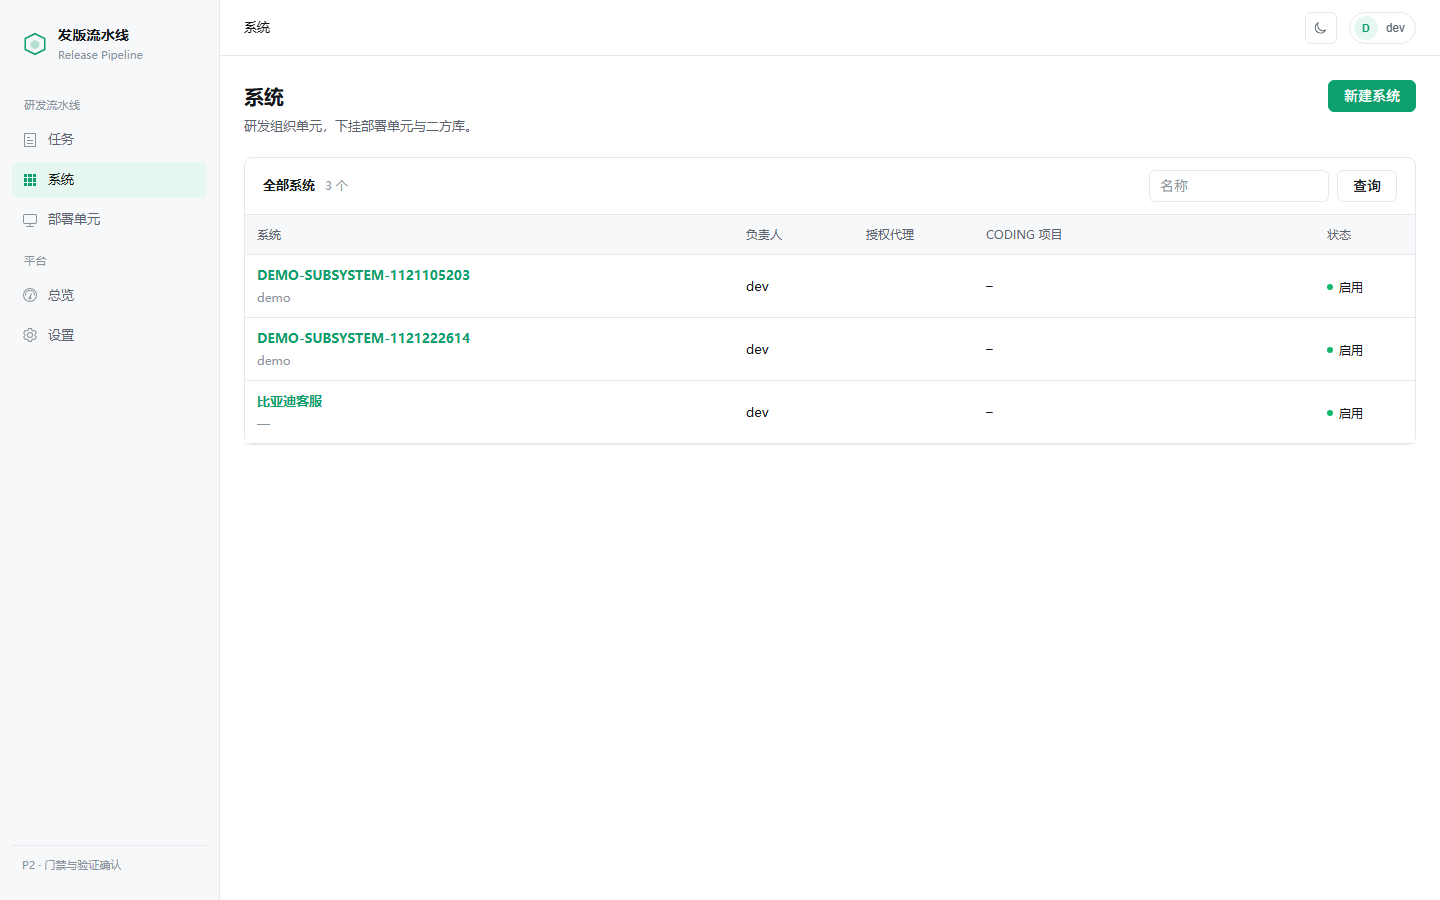 发版流水线
Release Pipeline
研发流水线
任务
系统
部署单元
平台
总览
设置
P2 · 门禁与验证确认
系统
D dev
系统
新建系统
研发组织单元，下挂部署单元与二方库。
全部系统 3 个
名称 查询
系统 负责人 授权代理 CODING 项目 状态
DEMO-SUBSYSTEM-1121105203
demo
dev – 启用
DEMO-SUBSYSTEM-1121222614
demo
dev – 启用
比亚迪客服
—
dev – 启用